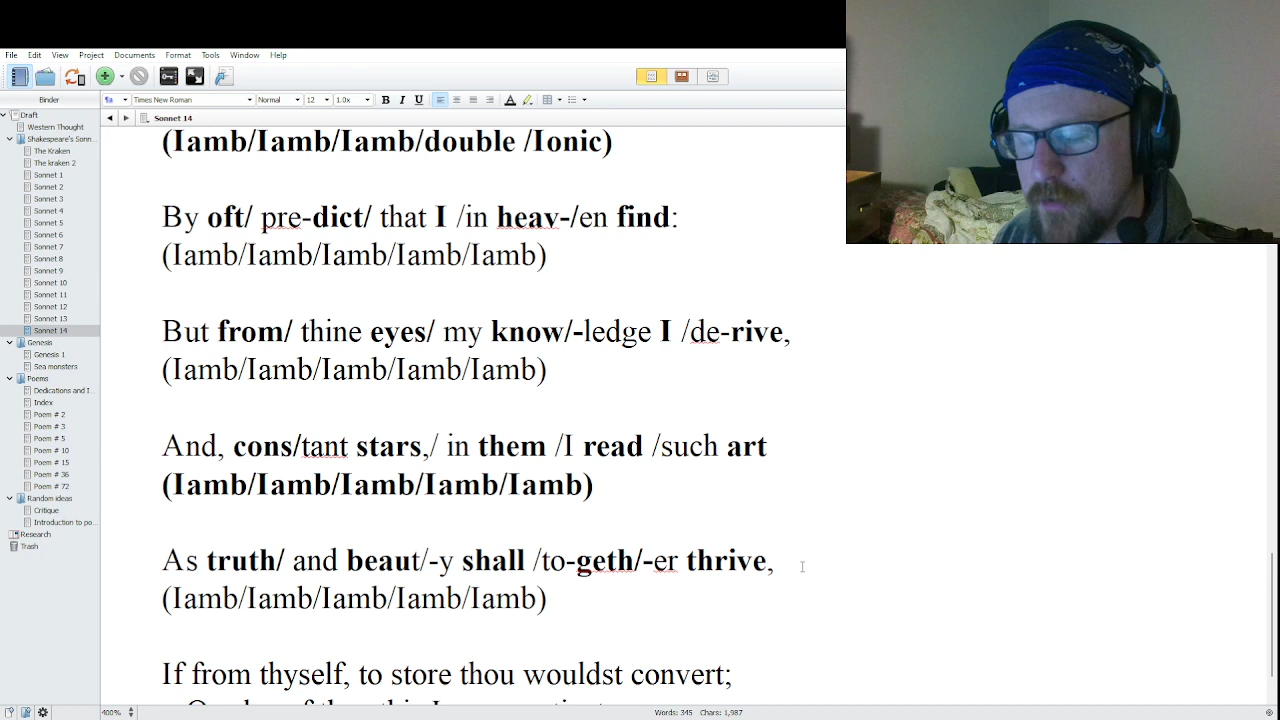 File Edit View Project Documents Format Tools Window Help
Binder
Times New Roman Normal 12 1.0x B I U A
Sonnet 14
Draft
Western Thought
Shakespeare's Sonn...
The Kraken
The kraken 2
Sonnet 1
Sonnet 2
Sonnet 3
Sonnet 4
Sonnet 5
Sonnet 6
Sonnet 7
Sonnet 8
Sonnet 9
Sonnet 10
Sonnet 11
Sonnet 12
Sonnet 13
Sonnet 14
Genesis
Genesis 1
Sea monsters
Poems
Dedications and I...
Index
Poem # 2
Poem # 3
Poem # 5
Poem # 10
Poem # 15
Poem # 36
Poem # 72
Random ideas
Critique
Introduction to po...
Research
Trash
(Iamb/Iamb/Iamb/double /Ionic)
By oft/ pre-dict/ that I /in heav-/en find:
(Iamb/Iamb/Iamb/Iamb/Iamb)
But from/ thine eyes/ my know/-ledge I /de-rive,
(Iamb/Iamb/Iamb/Iamb/Iamb)
And, cons/tant stars,/ in them /I read /such art
(Iamb/Iamb/Iamb/Iamb/Iamb)
As truth/ and beaut/-y shall /to-geth/-er thrive,
(Iamb/Iamb/Iamb/Iamb/Iamb)
If from thyself, to store thou wouldst convert;
400% Words: 345 Chars: 1,987